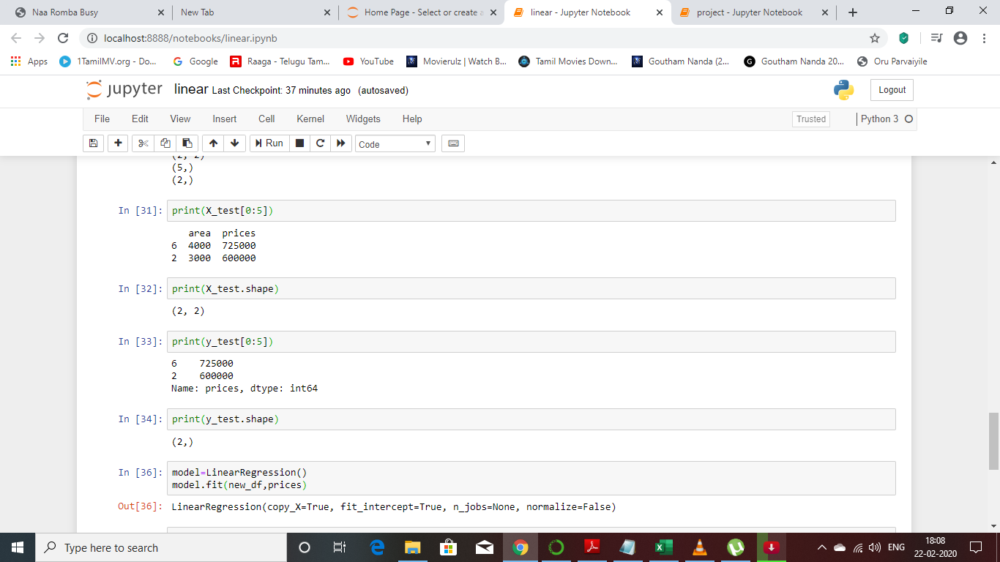 Naa Romba Busy
New Tab
Home Page - Select or create a
linear - Jupyter Notebook
project - Jupyter Notebook
localhost:8888/notebooks/linear.ipynb
Apps
1TamilMV.org - Do...
Google
Raaga - Telugu Tam...
YouTube
Movierulz | Watch B...
Tamil Movies Down...
Goutham Nanda (2...
G
Goutham Nanda 20...
Oru Parvaiyile
jupyter linear Last Checkpoint: 37 minutes ago (autosaved)
Logout
File Edit View Insert Cell Kernel Widgets Help
Trusted
Python 3
Run
Code
(2, 2)
(5,)
(2,)
In [31]: print(X_test[0:5])
area prices
6 4000 725000
2 3000 600000
In [32]: print(X_test.shape)
(2, 2)
In [33]: print(y_test[0:5])
6 725000
2 600000
Name: prices, dtype: int64
In [34]: print(y_test.shape)
(2,)
In [36]: model=LinearRegression()
model.fit(new_df,prices)
Out[36]: LinearRegression(copy_X=True, fit_intercept=True, n_jobs=None, normalize=False)
Type here to search
ENG
18:08
22-02-2020